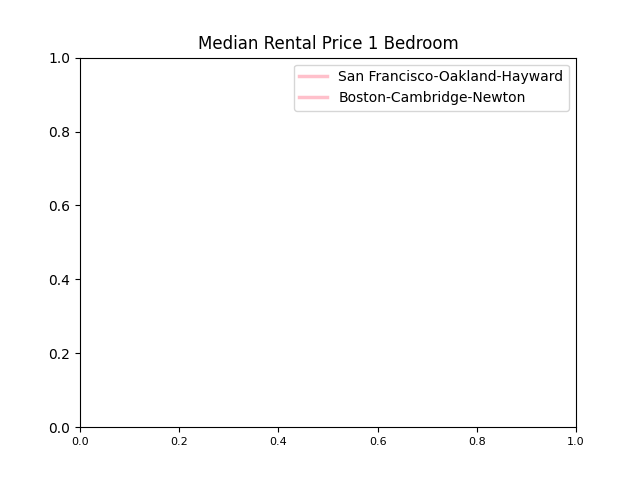 Median Rental Price 1 Bedroom
San Francisco-Oakland-Hayward
Boston-Cambridge-Newton
1.0
0.8
0.6
0.4
0.2
0.0
0.0 0.2 0.4 0.6 0.8 1.0